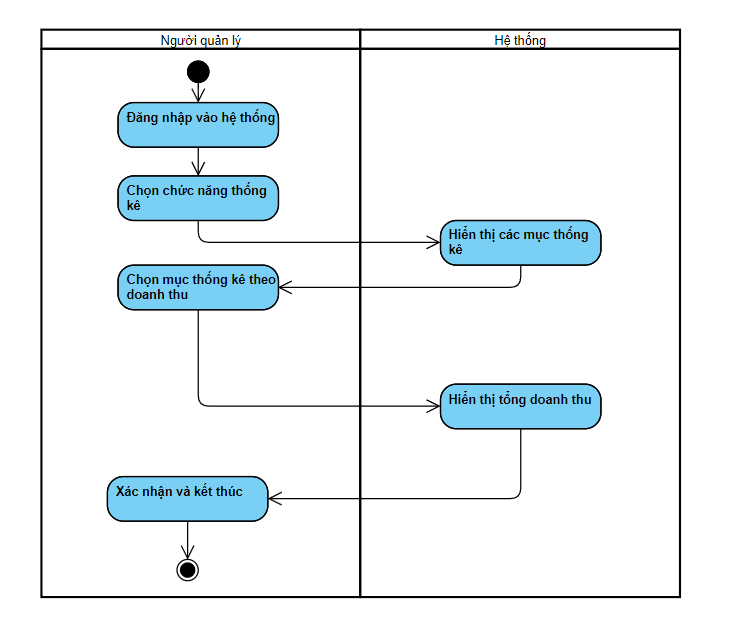 Người quản lý
Hệ thống
Đăng nhập vào hệ thống
Chọn chức năng thống
kê
Hiển thị các mục thống
kê
Chọn mục thống kê theo
doanh thu
Hiển thị tổng doanh thu
Xác nhận và kết thúc